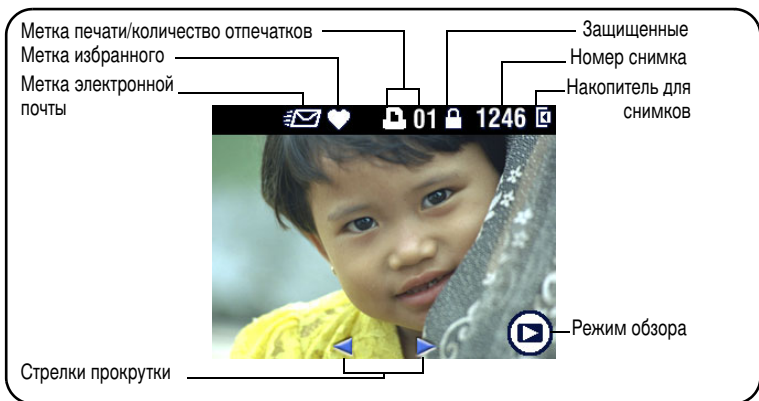 Метка печати/количество отпечатков
Защищенные
Метка избранного
Номер снимка
Метка электронной
почты
Накопитель для
снимков
01 1246
Режим обзора
Стрелки прокрутки